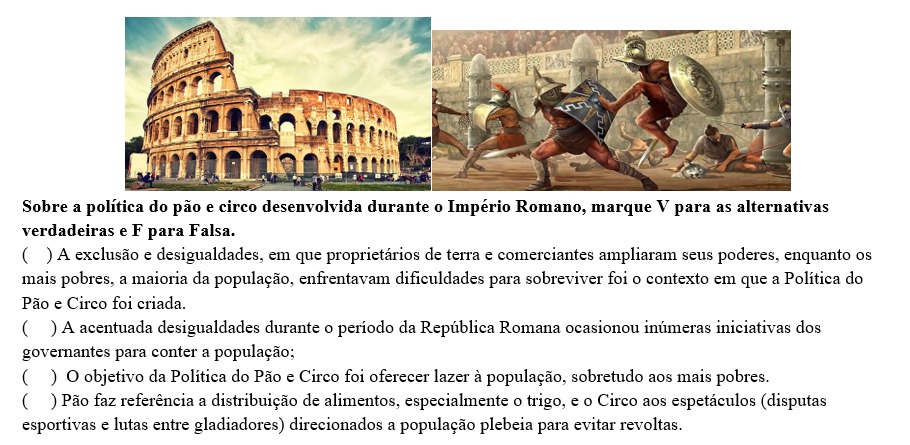 Sobre a política do pão e circo desenvolvida durante o Império Romano, marque V para as alternativas
verdadeiras e F para Falsa.
(    ) A exclusão e desigualdades, em que proprietários de terra e comerciantes ampliaram seus poderes, enquanto os
mais pobres, a maioria da população, enfrentavam dificuldades para sobreviver foi o contexto em que a Política do
Pão e Circo foi criada.
(    ) A acentuada desigualdades durante o período da República Romana ocasionou inúmeras iniciativas dos
governantes para conter a população;
(    )  O objetivo da Política do Pão e Circo foi oferecer lazer à população, sobretudo aos mais pobres.
(    ) Pão faz referência a distribuição de alimentos, especialmente o trigo, e o Circo aos espetáculos (disputas
esportivas e lutas entre gladiadores) direcionados a população plebeia para evitar revoltas.